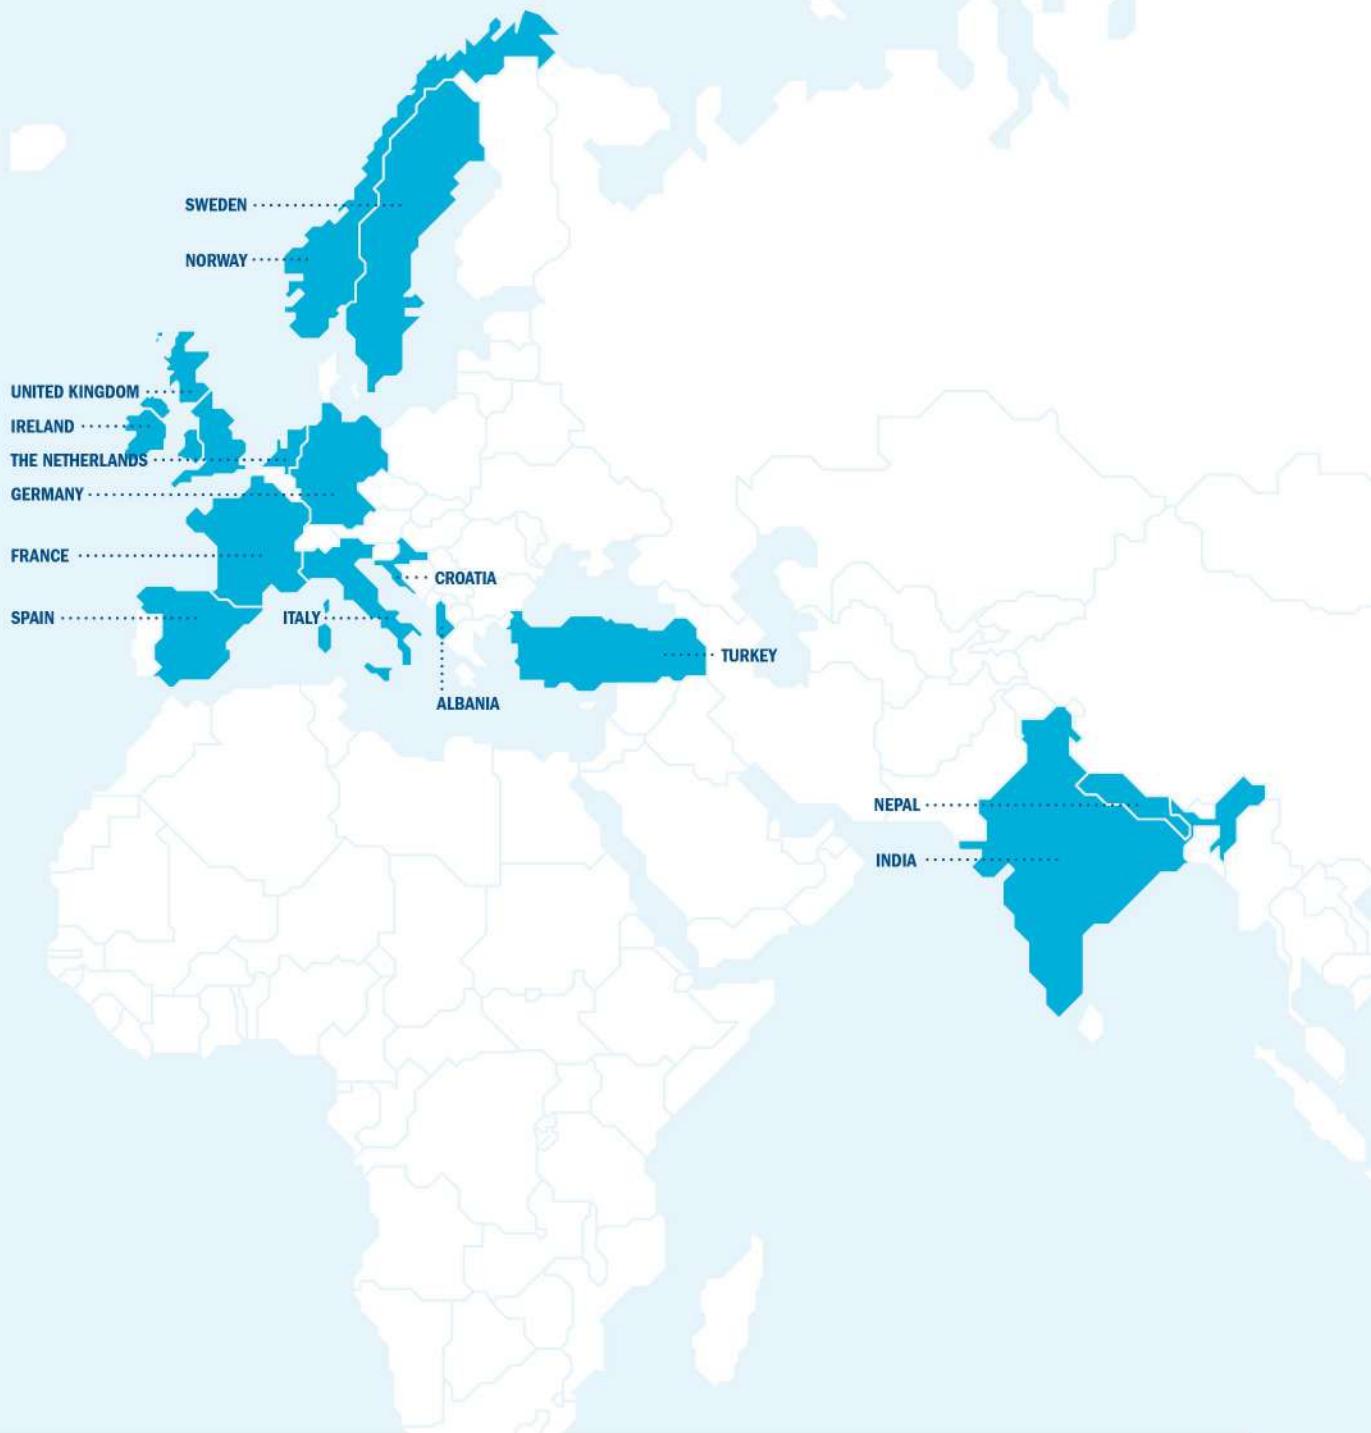 SWEDEN
NORWAY
UNITED KINGDOM
IRELAND
THE NETHERLANDS
GERMANY
FRANCE
CROATIA
SPAIN
ITALY
TURKEY
ALBANIA
NEPAL
INDIA